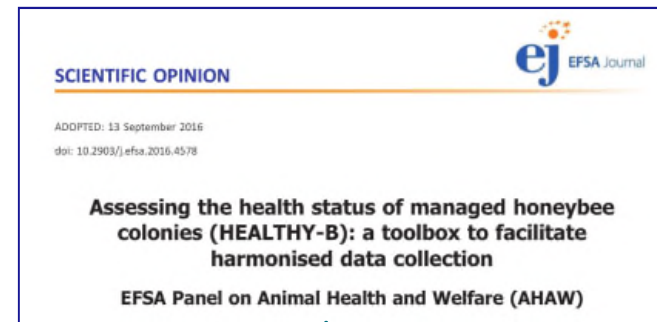 ej EFSA Journal
SCIENTIFIC OPINION
ADOPTED: 13 September 2016
doi: 10.2903/j.efsa.2016.4578
Assessing the health status of managed honeybee
colonies (HEALTHY-B): a toolbox to facilitate
harmonised data collection
EFSA Panel on Animal Health and Welfare (AHAW)